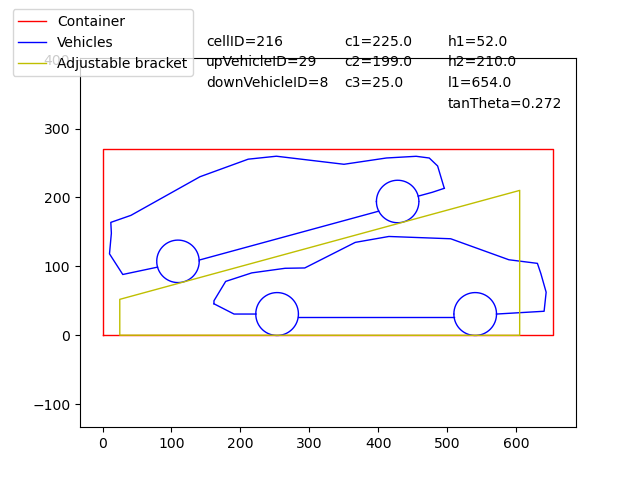 Container
Vehicles
Adjustable bracket
cellID=216
upVehicleID=29
downVehicleID=8
c1=225.0
c2=199.0
c3=25.0
h1=52.0
h2=210.0
l1=654.0
tanTheta=0.272
400
300
200
100
0
−100
0 100 200 300 400 500 600